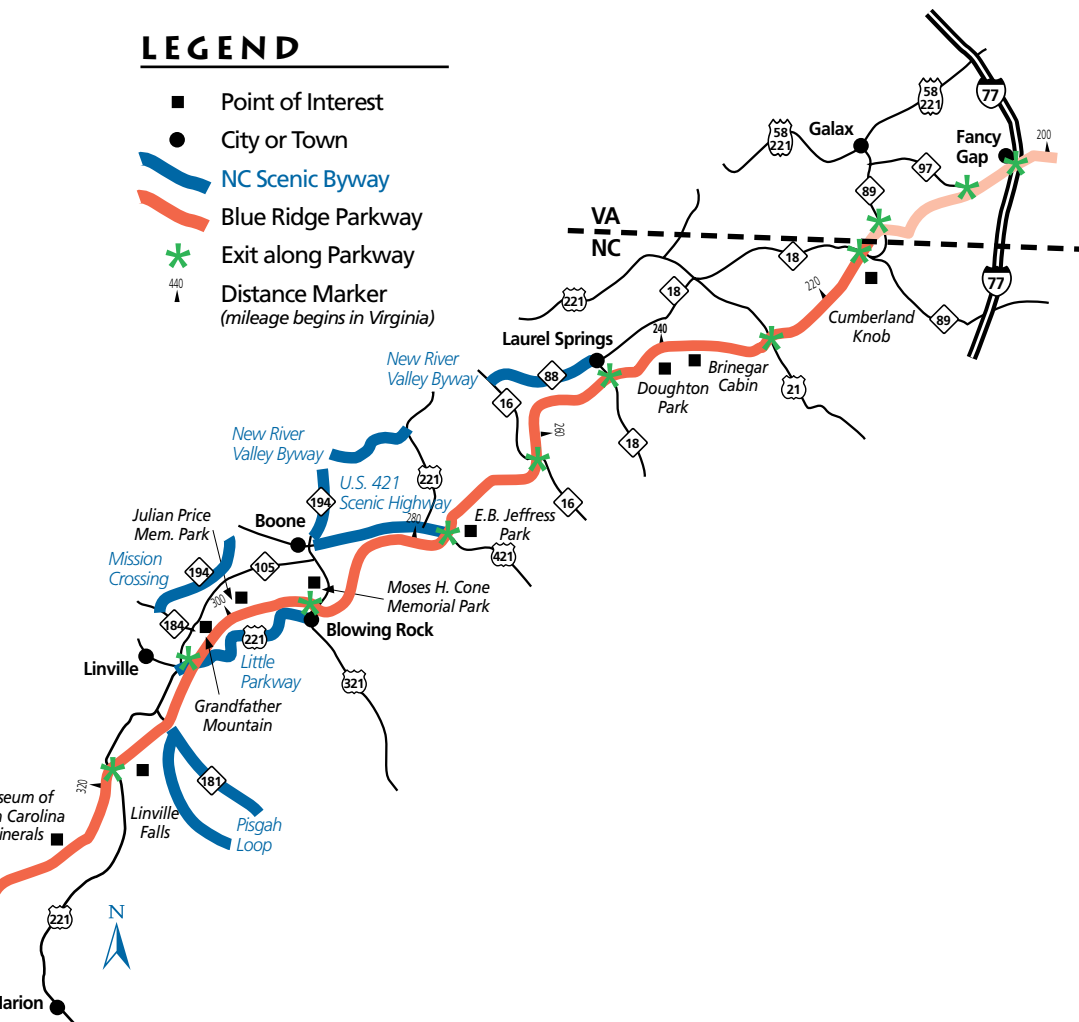 LEGEND
Point of Interest
City or Town
NC Scenic Byway
Blue Ridge Parkway
Exit along Parkway
440
Distance Marker
(mileage begins in Virginia)
77
58
221
58
221
Galax
Fancy
Gap
200
97
89
VA
NC
18
77
221
18
220
Cumberland
Knob
89
Laurel Springs
240
New River
Valley Byway
88
Brinegar
Cabin
Doughton
Park
21
16
New River
Valley Byway
260
18
221
U.S. 421
Scenic Highway
194
16
Julian Price
Mem. Park
Boone
280
E.B. Jeffress
Park
421
Mission
Crossing
194
105
Moses H. Cone
Memorial Park
300
184
Blowing Rock
221
Linville
Little
Parkway
321
Grandfather
Mountain
320
181
seum of
n Carolina
inerals
Linville
Falls
Pisgah
Loop
N
221
larion